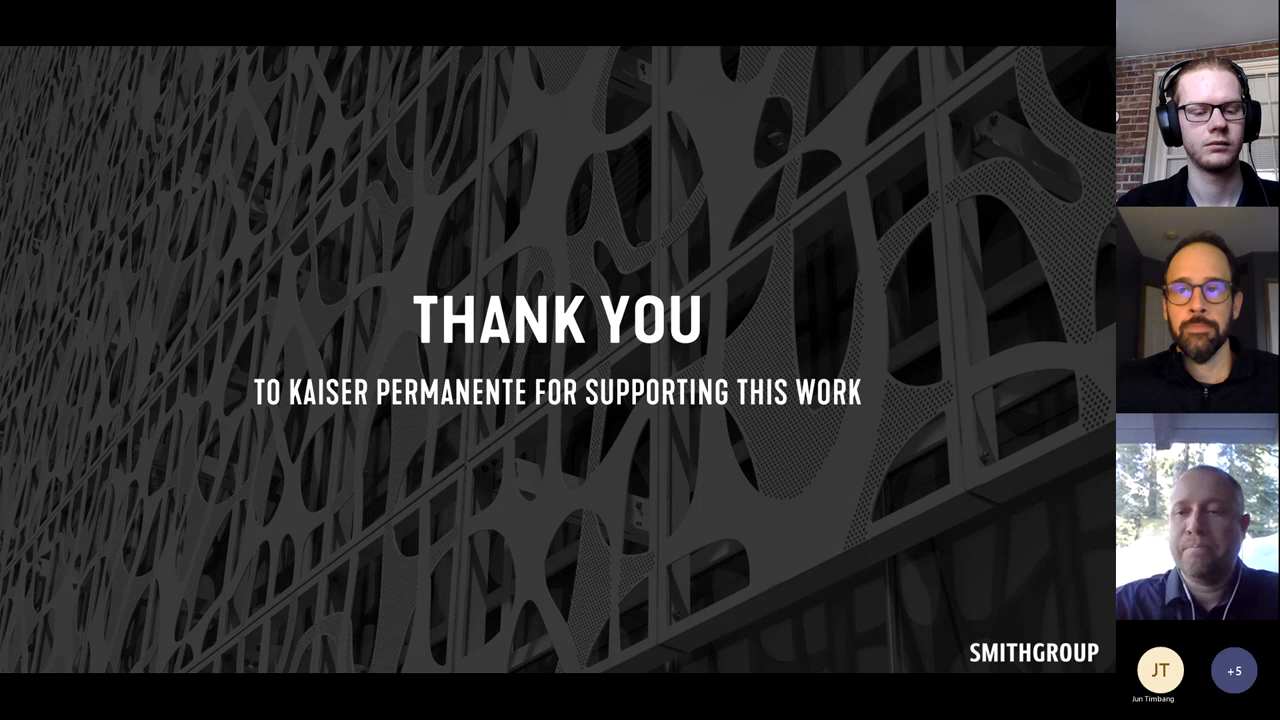 THANK YOU
TO KAISER PERMANENTE FOR SUPPORTING THIS WORK
SMITHGROUP
JT
+5
Jun Timbang